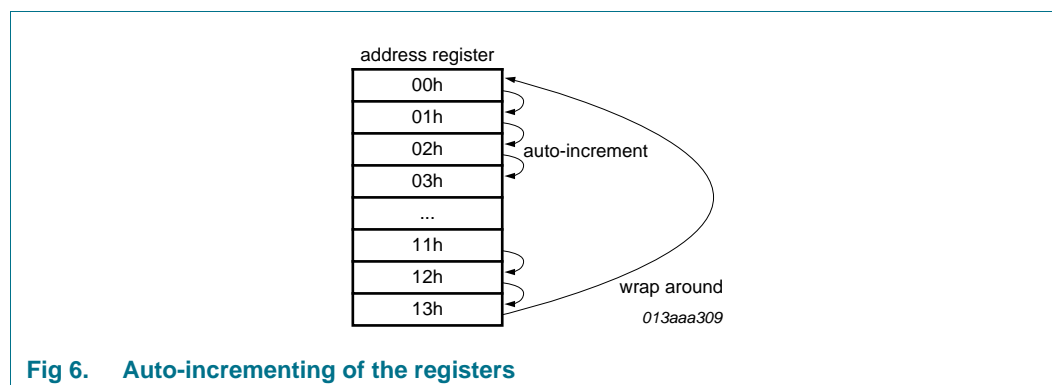 address register
00h
01h
02h
auto-increment
03h
...
11h
12h
wrap around
13h
013aaa309
Fig 6. Auto-incrementing of the registers